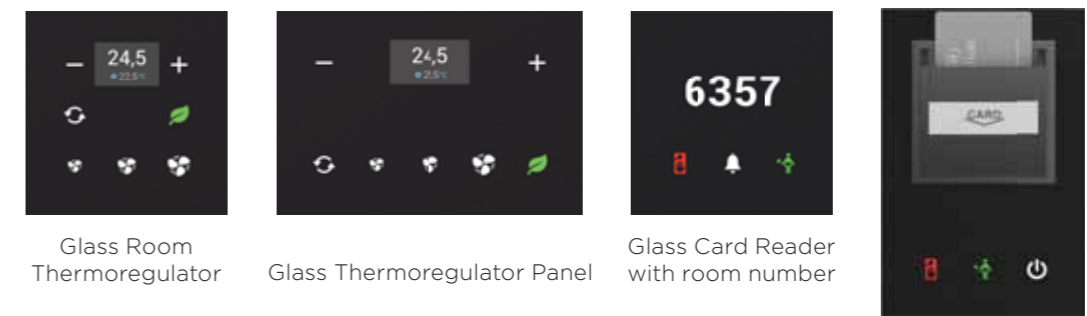 24,5
22,5°c
Glass Room
Thermoregulator
24,5
21,5°c
Glass Thermoregulator Panel
6357
Glass Card Reader
with room number
CARD